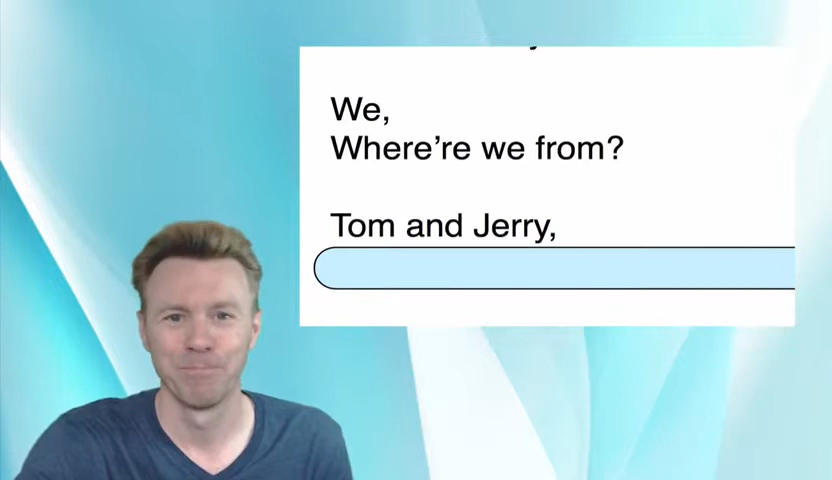 We,
Where’re we from?
Tom and Jerry,